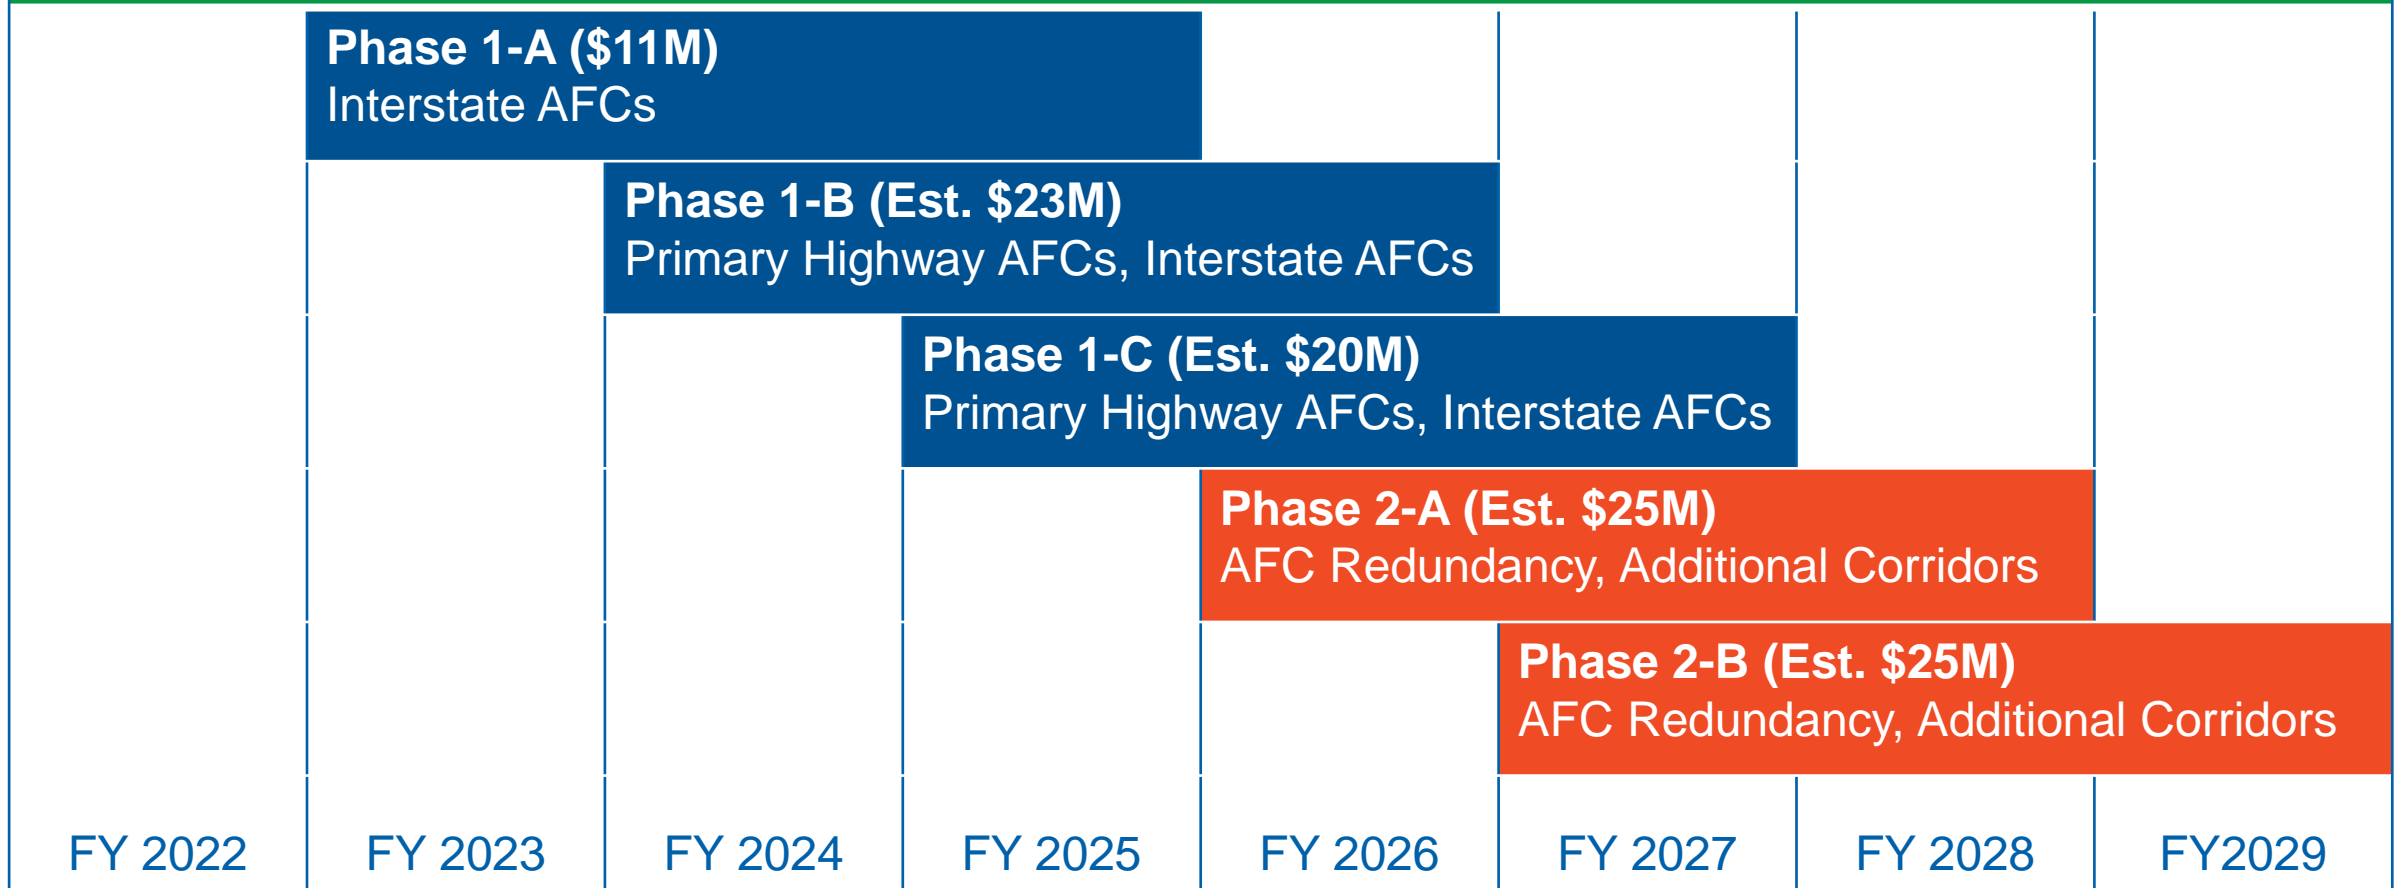 Phase 1-A ($11M)
Interstate AFCs
Phase 1-B (Est. $23M)
Primary Highway AFCs, Interstate AFCs
Phase 1-C (Est. $20M)
Primary Highway AFCs, Interstate AFCs
Phase 2-A (Est. $25M)
AFC Redundancy, Additional Corridors
Phase 2-B (Est. $25M)
AFC Redundancy, Additional Corridors
FY 2022 FY 2023 FY 2024 FY 2025 FY 2026 FY 2027 FY 2028 FY2029